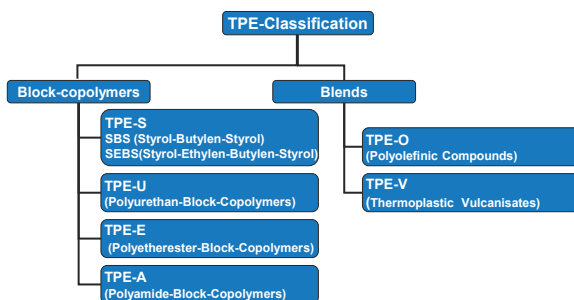 TPE-Classification
Block-copolymers
Blends
TPE-S
SBS (Styrol-Butylen-Styrol)
SEBS(Styrol-Ethylen-Butylen-Styrol)
TPE-U
(Polyurethan-Block-Copolymers)
TPE-E
(Polyetherester-Block-Copolymers)
TPE-A
(Polyamide-Block-Copolymers)
TPE-O
(Polyolefinic Compounds)
TPE-V
(Thermoplastic Vulcanisates)